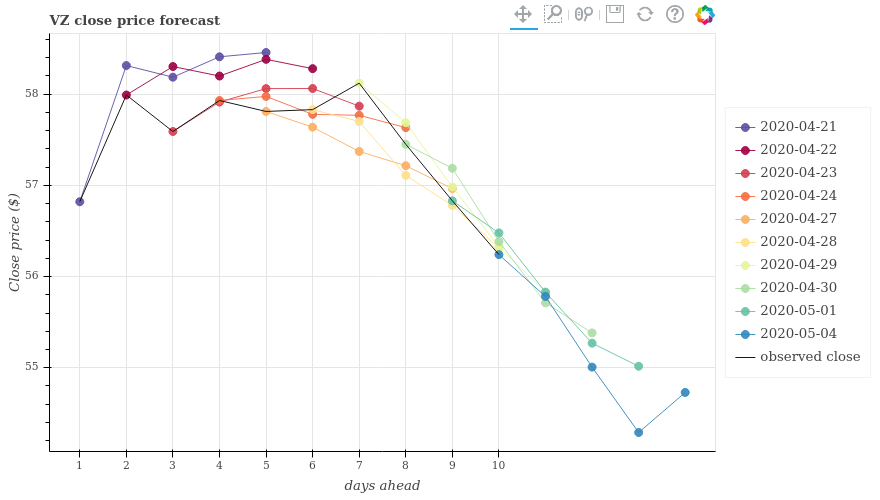 VZ close price forecast
Close price ($)
58
57
56
55
1 2 3 4 5 6 7 8 9 10
days ahead
2020-04-21
2020-04-22
2020-04-23
2020-04-24
2020-04-27
2020-04-28
2020-04-29
2020-04-30
2020-05-01
2020-05-04
observed close